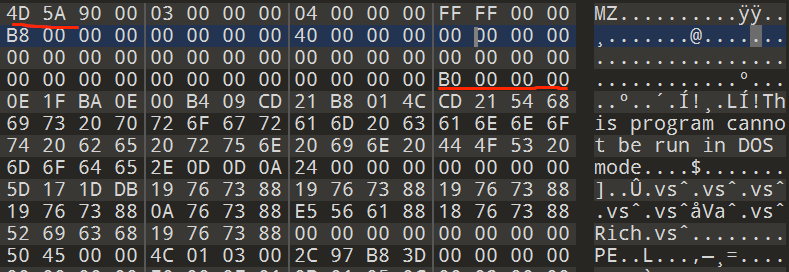 4D 5A 90 00 03 00 00 00 04 00 00 00 FF FF 00 00 MZ..........ÿÿ..
B8 00 00 00 00 00 00 00 40 00 00 00 00 00 00 00 ¸.......@.......
00 00 00 00 00 00 00 00 00 00 00 00 00 00 00 00 ................
00 00 00 00 00 00 00 00 00 00 00 00 B0 00 00 00 ............°...
0E 1F BA 0E 00 B4 09 CD 21 B8 01 4C CD 21 54 68 ..º..´.Í!¸.LÍ!Th
69 73 20 70 72 6F 67 72 61 6D 20 63 61 6E 6E 6F is program canno
74 20 62 65 20 72 75 6E 20 69 6E 20 44 4F 53 20 t be run in DOS
6D 6F 64 65 2E 0D 0D 0A 24 00 00 00 00 00 00 00 mode....$.......
5D 17 1D DB 19 76 73 88 19 76 73 88 19 76 73 88 ]..Û.vsˆ.vsˆ.vsˆ
19 76 73 88 0A 76 73 88 E5 56 61 88 18 76 73 88 .vsˆ.vsˆåVaˆ.vsˆ
52 69 63 68 19 76 73 88 00 00 00 00 00 00 00 00 Rich.vsˆ........
50 45 00 00 4C 01 03 00 2C 97 B8 3D 00 00 00 00 PE..L...,—¸=....